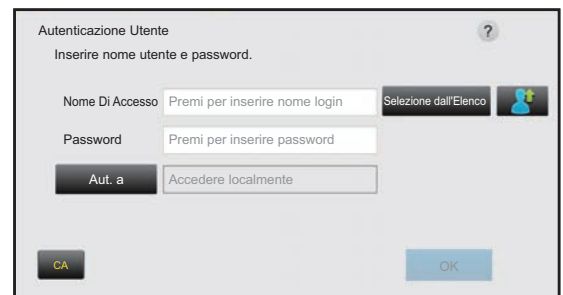 Autenticazione Utente
?
Inserire nome utente e password.
Nome Di Accesso Premi per inserire nome login Selezione dall'Elenco
Password Premi per inserire password
Aut. a Accedere localmente
CA OK